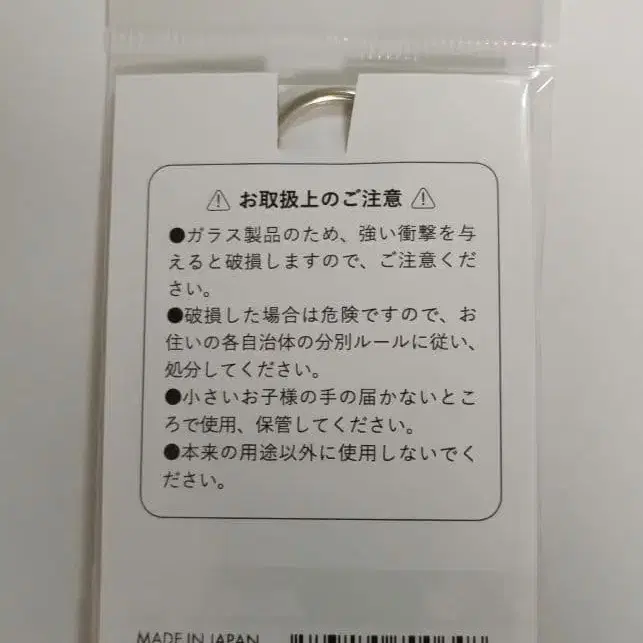 ⚠ お取扱上のご注意 ⚠
●ガラス製品のため、強い衝撃を与
えると破損しますので、ご注意くだ
さい。
●破損した場合は危険ですので、お
住いの各自治体の分別ルールに従い、
処分してください。
●小さいお子様の手の届かないとこ
ろで使用、保管してください。
●本来の用途以外に使用しないでく
ださい。
MADE IN JAPAN